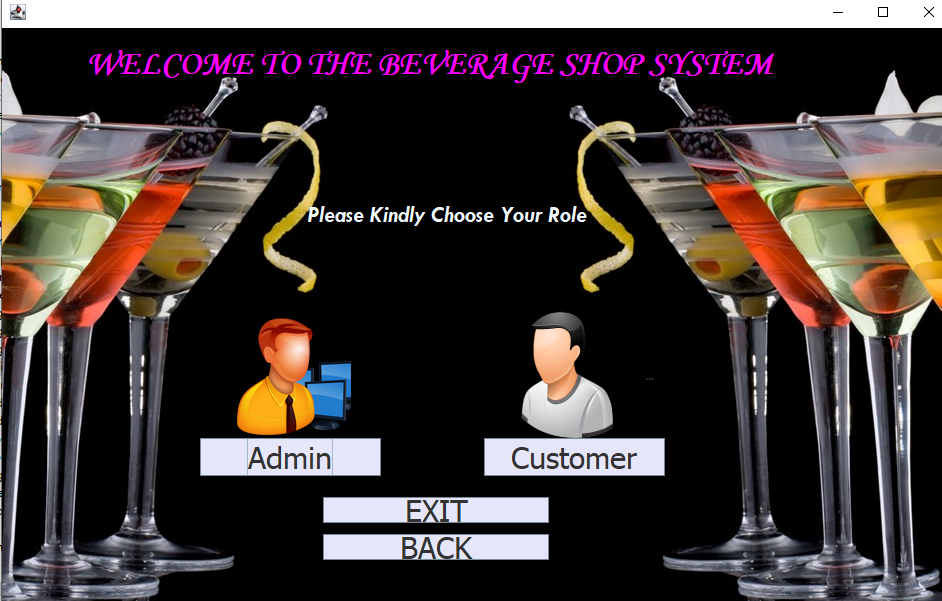 WELCOME TO THE BEVERAGE SHOP SYSTEM
Please Kindly Choose Your Role
...
Admin
Customer
EXIT
BACK